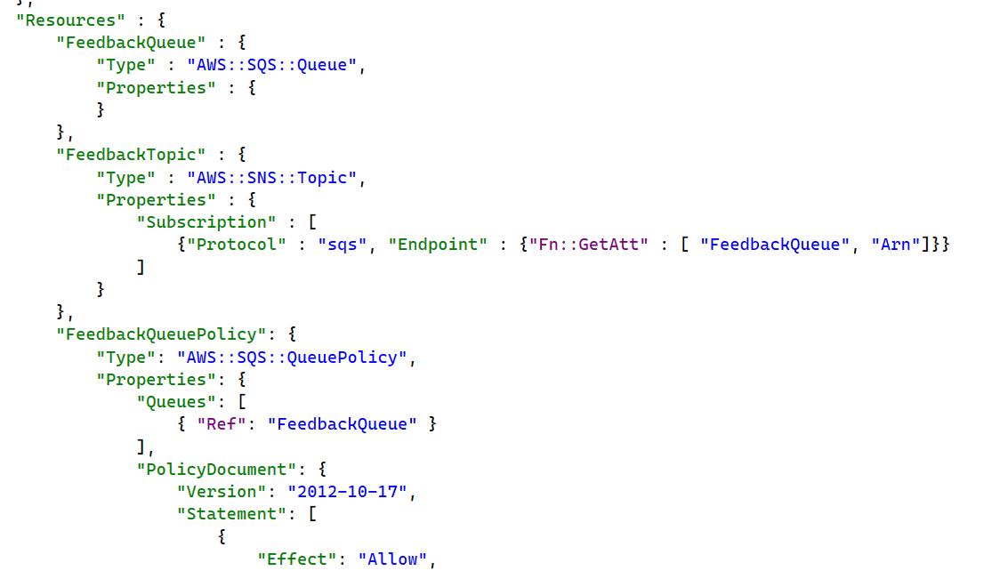 },
"Resources" : {
    "FeedbackQueue" : {
        "Type" : "AWS::SQS::Queue",
        "Properties" : {
        }
    },
    "FeedbackTopic" : {
        "Type" : "AWS::SNS::Topic",
        "Properties" : {
            "Subscription" : [
                {"Protocol" : "sqs", "Endpoint" : {"Fn::GetAtt" : [ "FeedbackQueue", "Arn"]}}
            ]
        }
    },
    "FeedbackQueuePolicy": {
        "Type": "AWS::SQS::QueuePolicy",
        "Properties": {
            "Queues": [
                { "Ref": "FeedbackQueue" }
            ],
            "PolicyDocument": {
                "Version": "2012-10-17",
                "Statement": [
                    {
                        "Effect": "Allow",